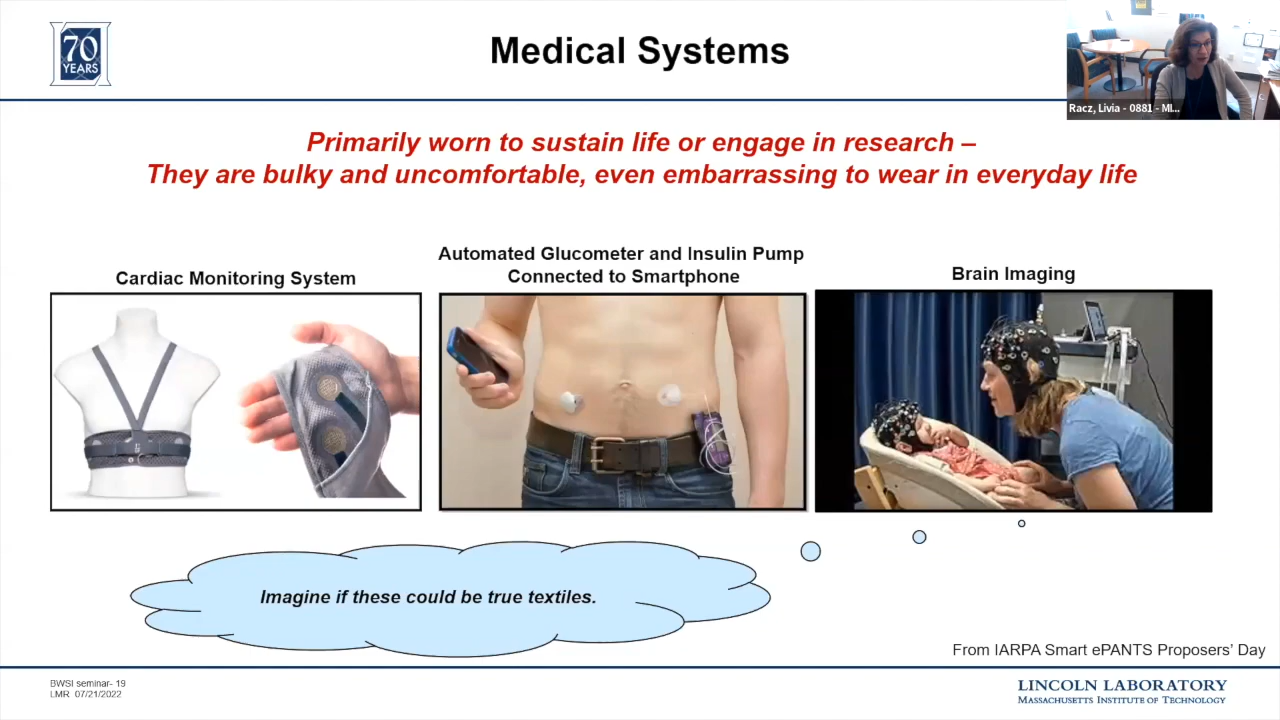 70
YEARS
Medical Systems
Racz, Livia - 0881 - MI...
Primarily worn to sustain life or engage in research –
They are bulky and uncomfortable, even embarrassing to wear in everyday life
Cardiac Monitoring System
Automated Glucometer and Insulin Pump
Connected to Smartphone
Brain Imaging
Imagine if these could be true textiles.
From IARPA Smart ePANTS Proposers' Day
BWSI seminar- 19
LMR 07/21/2022
LINCOLN LABORATORY
MASSACHUSETTS INSTITUTE OF TECHNOLOGY